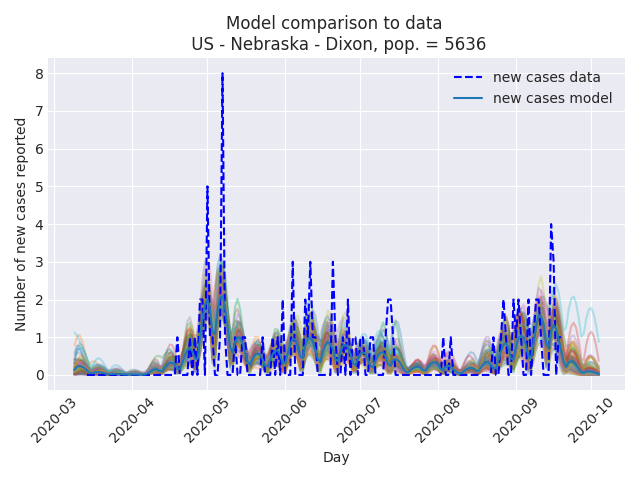 Model comparison to data
US - Nebraska - Dixon, pop. = 5636
new cases data
new cases model
Number of new cases reported
8
7
6
5
4
3
2
1
0
2020-03
2020-04
2020-05
2020-06
2020-07
2020-08
2020-09
2020-10
Day